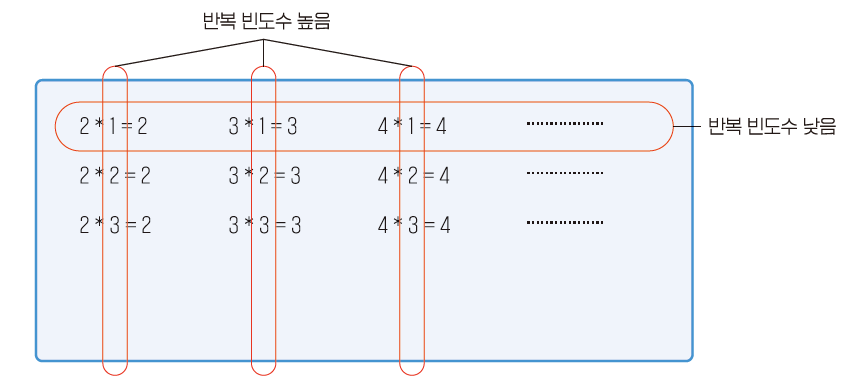 반복 빈도수 높음
2 * 1 = 2 3 * 1 = 3 4 * 1 = 4 ················
반복 빈도수 낮음
2 * 2 = 2 3 * 2 = 3 4 * 2 = 4 ················
2 * 3 = 2 3 * 3 = 3 4 * 3 = 4 ················